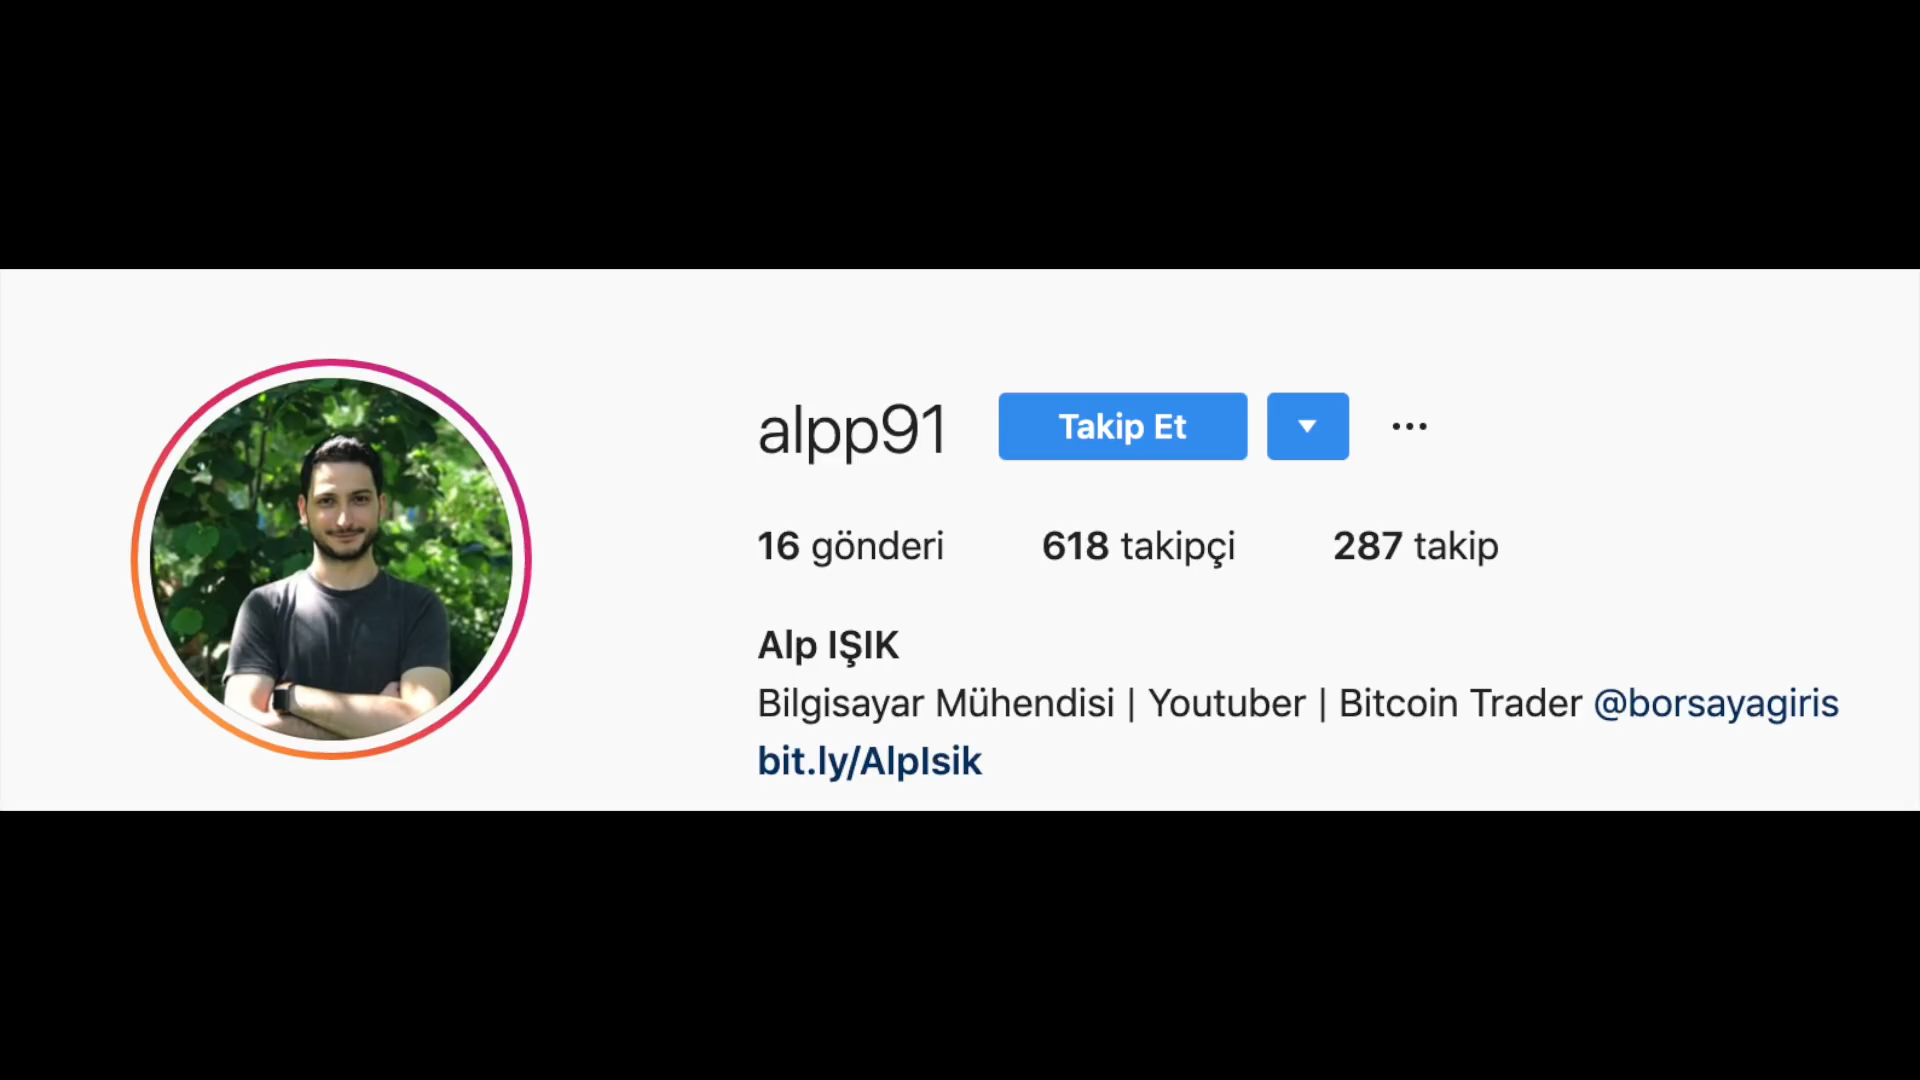 alpp91 Takip Et
16 gönderi 618 takipçi 287 takip
Alp IŞIK
Bilgisayar Mühendisi | Youtuber | Bitcoin Trader @borsayagiris
bit.ly/AlpIsik